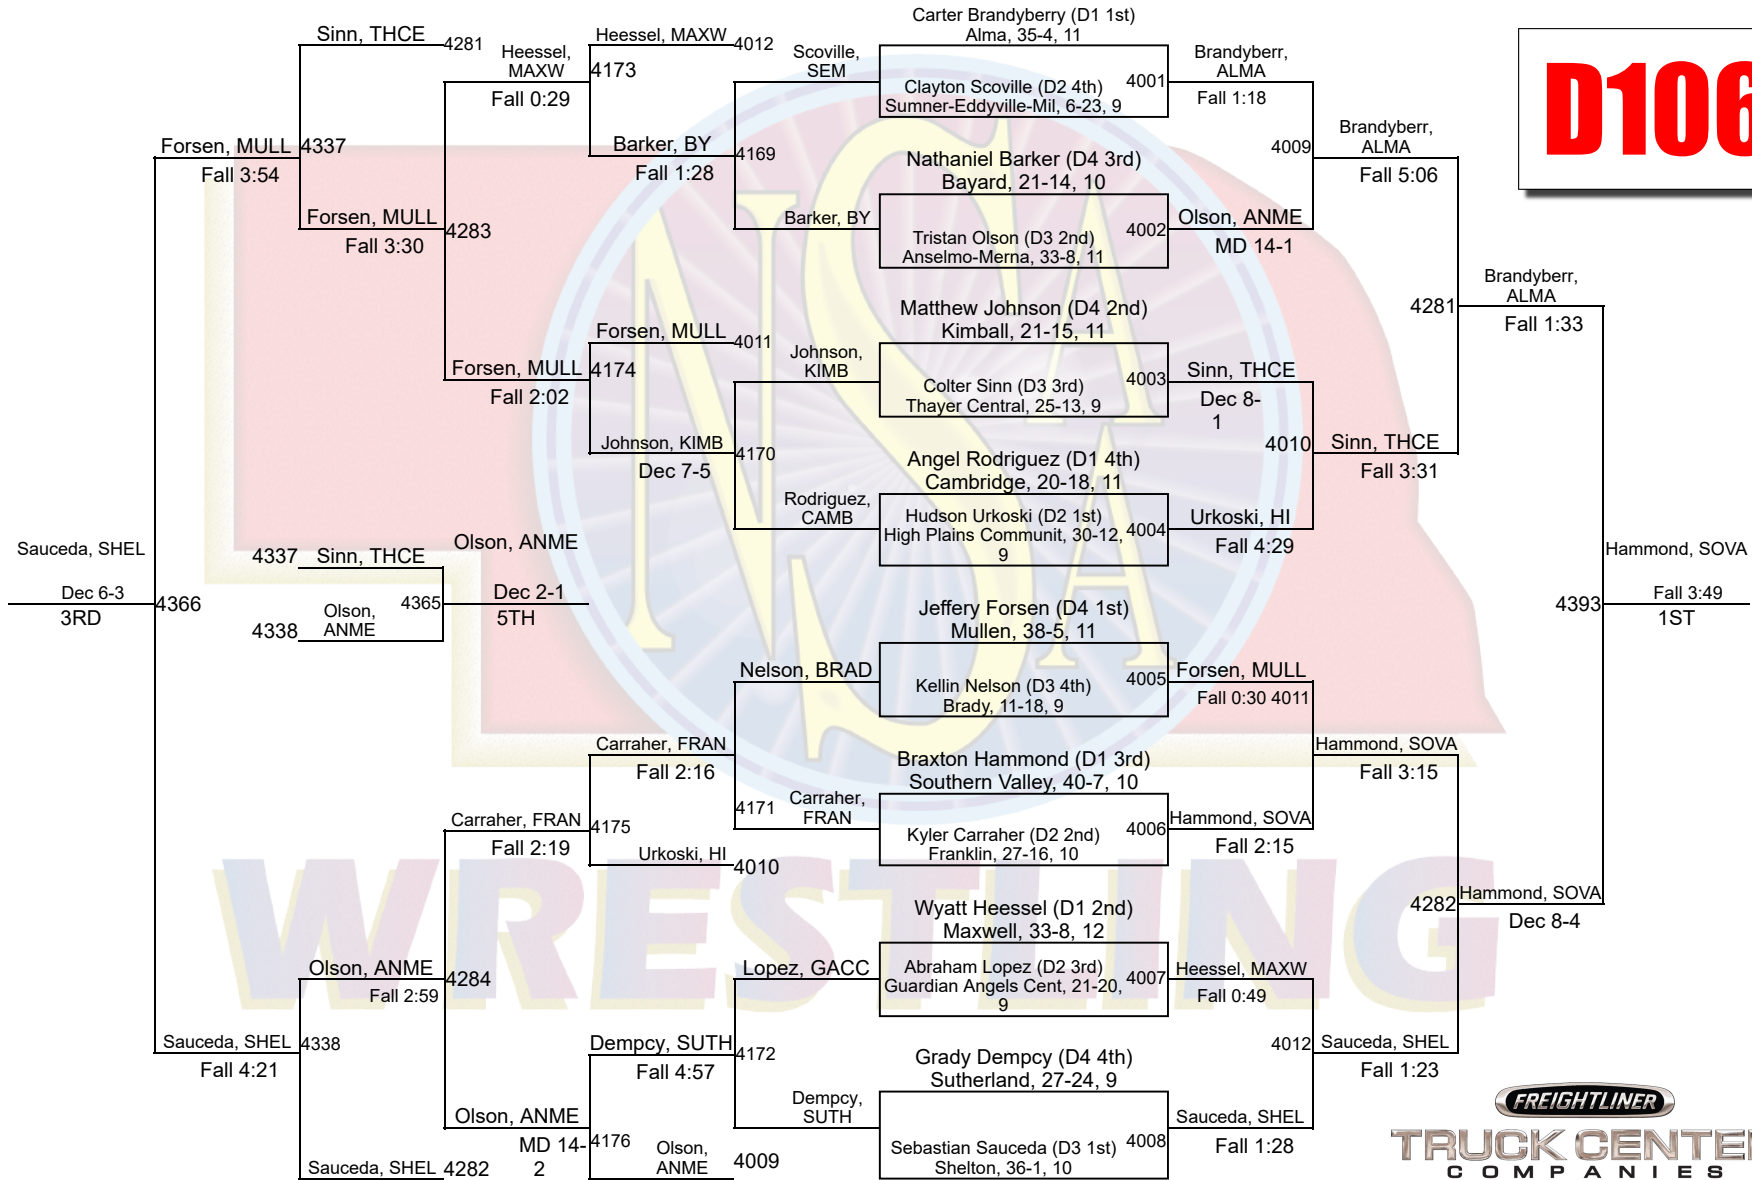 Carter Brandyberry (D1 1st)
Alma, 35-4, 11
Clayton Scoville (D2 4th)
Sumner-Eddyville-Mil, 6-23, 9
4001
Nathaniel Barker (D4 3rd)
Bayard, 21-14, 10
Tristan Olson (D3 2nd)
Anselmo-Merna, 33-8, 11
4002
Matthew Johnson (D4 2nd)
Kimball, 21-15, 11
Colter Sinn (D3 3rd)
Thayer Central, 25-13, 9
4003
Angel Rodriguez (D1 4th)
Cambridge, 20-18, 11
Hudson Urkoski (D2 1st)
High Plains Communit, 30-12,
9
4004
Jeffery Forsen (D4 1st)
Mullen, 38-5, 11
Kellin Nelson (D3 4th)
Brady, 11-18, 9
4005
Braxton Hammond (D1 3rd)
Southern Valley, 40-7, 10
Kyler Carraher (D2 2nd)
Franklin, 27-16, 10
4006
Wyatt Heessel (D1 2nd)
Maxwell, 33-8, 12
Abraham Lopez (D2 3rd)
Guardian Angels Cent, 21-20,
9
4007
Grady Dempcy (D4 4th)
Sutherland, 27-24, 9
Sebastian Sauceda (D3 1st)
Shelton, 36-1, 10
4008
Brandyberr,
ALMA
Fall 1:18
4009
Olson, ANME
MD 14-1
Sinn, THCE
Dec 8-
1
4010
Urkoski, HI
Fall 4:29
Forsen, MULL
Fall 0:30 4011
Hammond, SOVA
Fall 2:15
Heessel, MAXW
Fall 0:49
4012
Sauceda, SHEL
Fall 1:28
Brandyberr,
ALMA
Fall 5:06
4281
Sinn, THCE
Fall 3:31
Hammond, SOVA
Fall 3:15
4282
Sauceda, SHEL
Fall 1:23
Brandyberr,
ALMA
Fall 1:33
4393
Hammond, SOVA
Dec 8-4
Hammond, SOVA
Fall 3:49
1ST
Scoville,
SEM
4169
Barker, BY
Johnson,
KIMB
4170
Rodriguez,
CAMB
Nelson, BRAD
4171
Carraher,
FRAN
Lopez, GACC
4172
Dempcy,
SUTH
Heessel, MAXW 4012
4173
Barker, BY
Fall 1:28
Forsen, MULL 4011
4174
Johnson, KIMB
Dec 7-5
Carraher, FRAN
Fall 2:16
4175
Urkoski, HI 4010
Dempcy, SUTH
Fall 4:57
4176
Olson,
ANME
4009
Heessel,
MAXW
Fall 0:29
4283
Forsen, MULL
Fall 2:02
Carraher, FRAN
Fall 2:19
4284
Olson, ANME
MD 14-
2
Sinn, THCE 4281
4337
Forsen, MULL
Fall 3:30
Olson, ANME
Fall 2:59
4338
Sauceda, SHEL 4282
Forsen, MULL
Fall 3:54
4366
Sauceda, SHEL
Fall 4:21
Sauceda, SHEL
Dec 6-3
3RD
4337 Sinn, THCE
4365
4338
Olson,
ANME
Olson, ANME
Dec 2-1
5TH
D106
NSAA
WRESTLING
FREIGHTLINER
TRUCK CENTER
COMPANIES